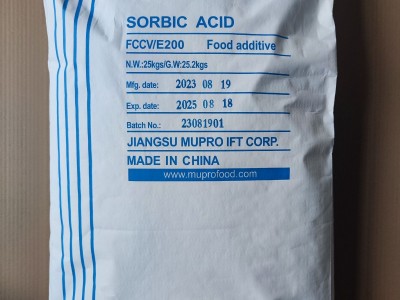 SORBIC ACID
FCCV/E200 Food additive
N.W.:25kgs/G.W:25.2kgs
Mfg. date: 2023 08 19
Exp. date: 2025 08 18
Batch No.: 23081901
JIANGSU MUPRO IFT CORP.
MADE IN CHINA
www.muprofood.com